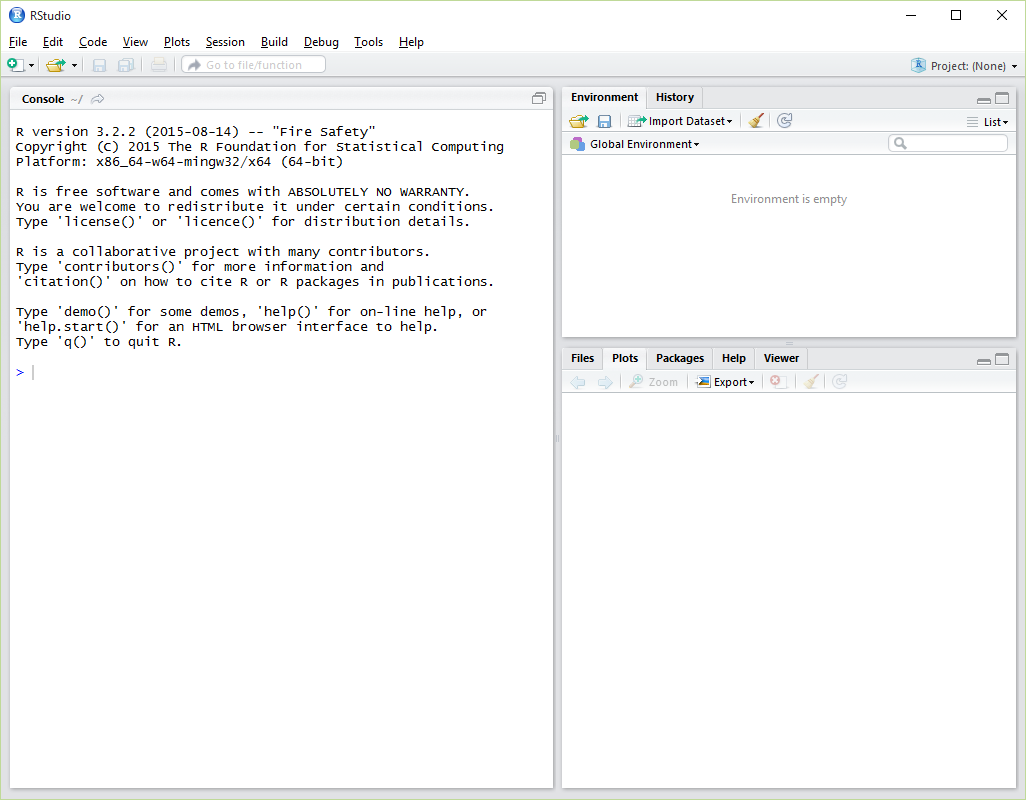 RStudio
File Edit Code View Plots Session Build Debug Tools Help
Go to file/function
Project: (None)
Console ~/
R version 3.2.2 (2015-08-14) -- "Fire Safety"
Copyright (C) 2015 The R Foundation for Statistical Computing
Platform: x86_64-w64-mingw32/x64 (64-bit)
R is free software and comes with ABSOLUTELY NO WARRANTY.
You are welcome to redistribute it under certain conditions.
Type 'license()' or 'licence()' for distribution details.
R is a collaborative project with many contributors.
Type 'contributors()' for more information and
'citation()' on how to cite R or R packages in publications.
Type 'demo()' for some demos, 'help()' for on-line help, or
'help.start()' for an HTML browser interface to help.
Type 'q()' to quit R.
>
Environment History
Import Dataset List
Global Environment
Environment is empty
Files Plots Packages Help Viewer
Zoom Export